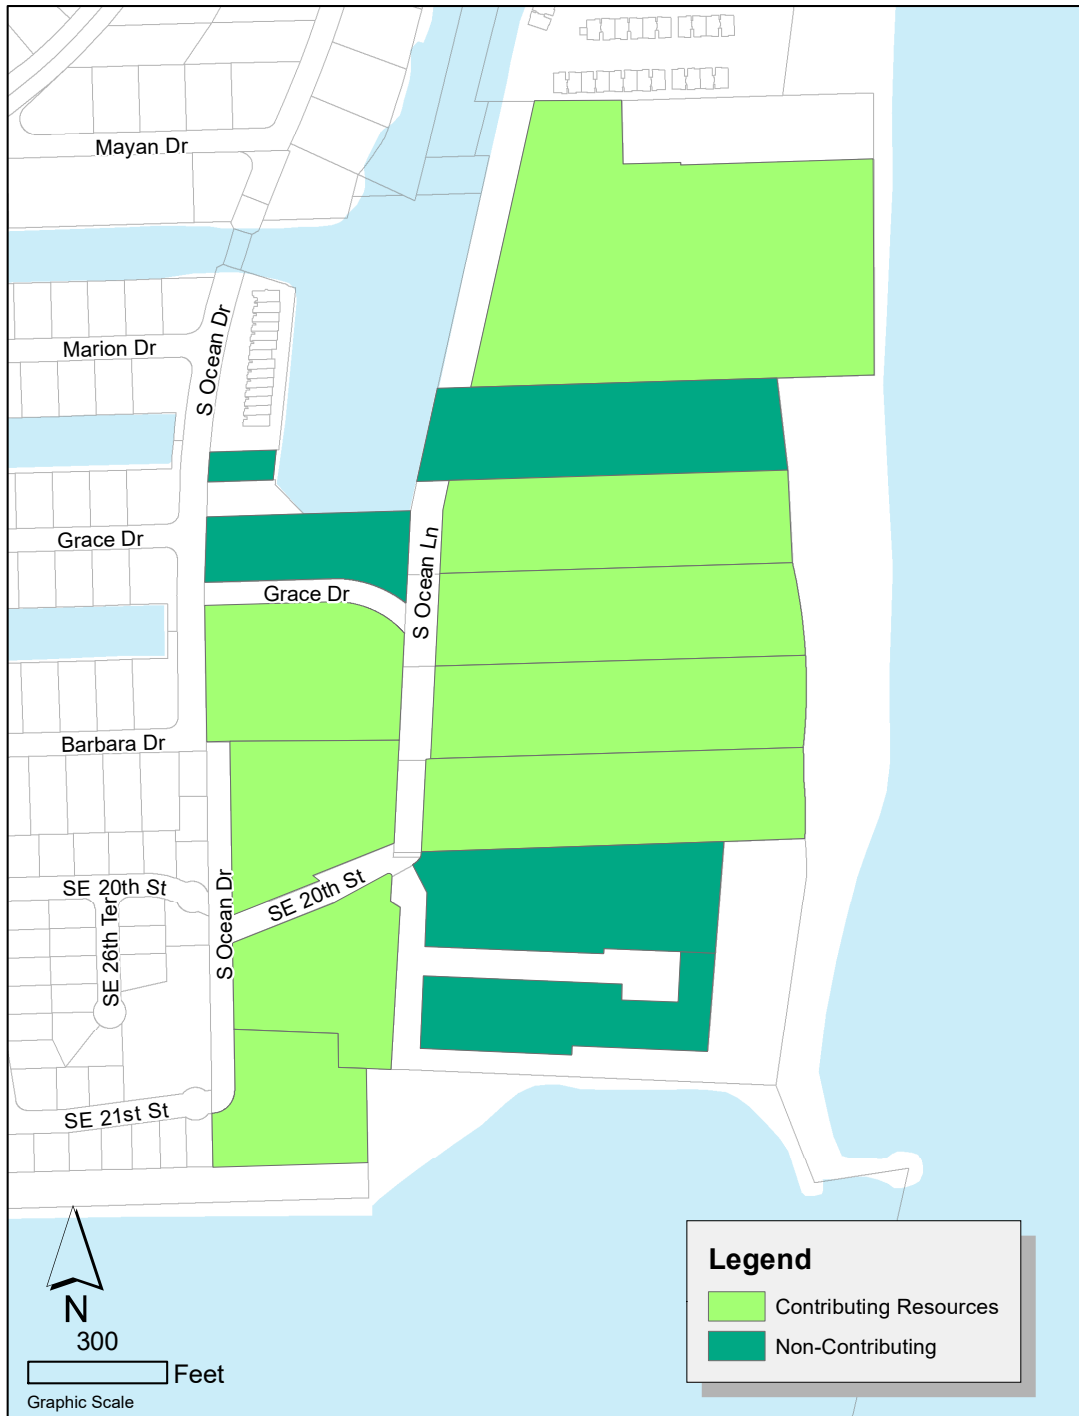 Mayan Dr
S Ocean Dr
Marion Dr
Grace Dr
S Ocean Ln
Grace Dr
Barbara Dr
SE 20th St
SE 20th St
SE 26th Ter
S Ocean Dr
SE 21st St
N
300
Feet
Graphic Scale
Legend
Contributing Resources
Non-Contributing